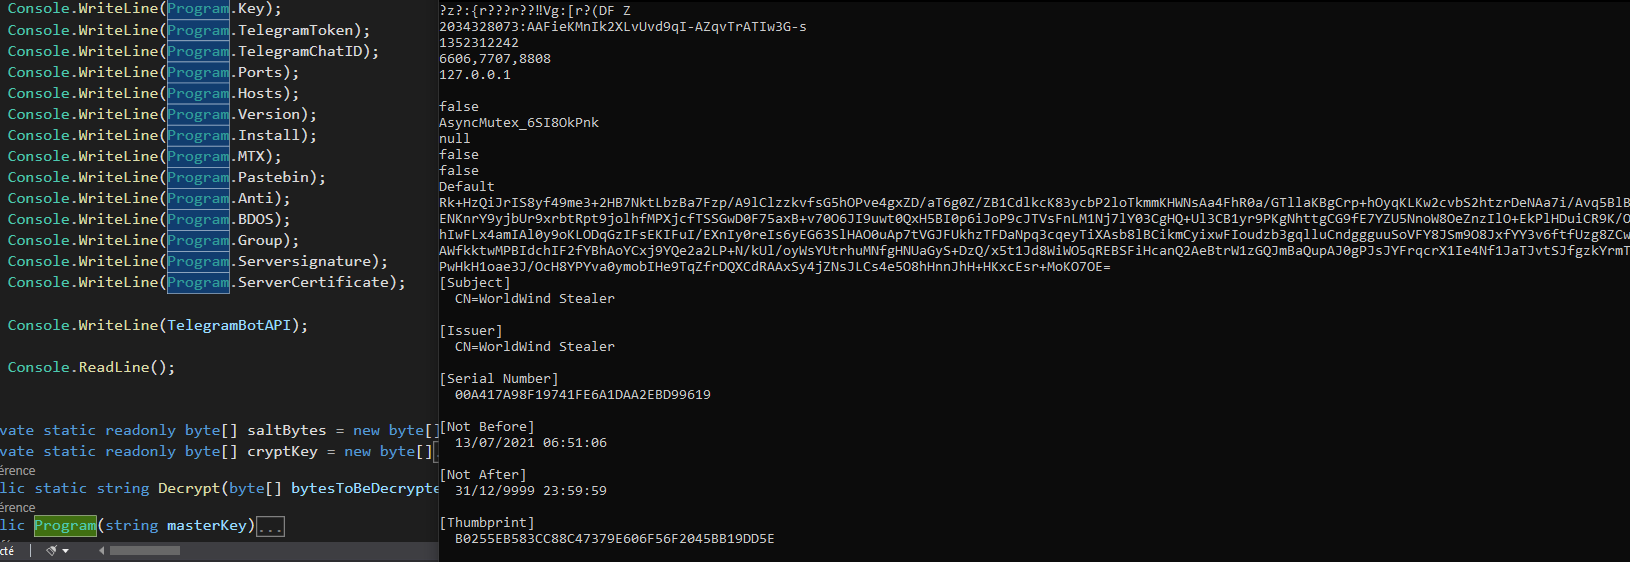 Console.WriteLine(Program.Key);
Console.WriteLine(Program.TelegramToken);
Console.WriteLine(Program.TelegramChatID);
Console.WriteLine(Program.Ports);
Console.WriteLine(Program.Hosts);
Console.WriteLine(Program.Version);
Console.WriteLine(Program.Install);
Console.WriteLine(Program.MTX);
Console.WriteLine(Program.Pastebin);
Console.WriteLine(Program.Anti);
Console.WriteLine(Program.BDOS);
Console.WriteLine(Program.Group);
Console.WriteLine(Program.Serversignature);
Console.WriteLine(Program.ServerCertificate);
Console.WriteLine(TelegramBotAPI);
Console.ReadLine();
vate static readonly byte[] saltBytes = new byte[]
vate static readonly byte[] cryptKey = new byte[]
érence
lic static string Decrypt(byte[] bytesToBeDecrypte
érence
lic Program(string masterKey)...
cté
?z?:{r???r??‼Vg:[r?(DF Z
2034328073:AAFieKMnIk2XLvUvd9qI-AZqvTrATIw3G-s
1352312242
6606,7707,8808
127.0.0.1
false
AsyncMutex_6SI8OkPnk
null
false
false
Default
Rk+HzQiJrIS8yf49me3+2HB7NktLbzBa7Fzp/A9lClzzkvfsG5hOPve4gxZD/aT6g0Z/ZB1CdlkcK83ycbP2loTkmmKHWNsAa4FhR0a/GTllaKBgCrp+hOyqKLKw2cvbS2htzrDeNAa7i/Avq5BlB
ENKnrY9yjbUr9xrbtRpt9jolhfMPXjcfTSSGwD0F75axB+v70O6JI9uwt0QxH5BI0p6iJoP9cJTVsFnLM1Nj7lY03CgHQ+Ul3CB1yr9PKgNhttgCG9fE7YZU5NnoW8OeZnzIlO+EkPlHDuiCR9K/O
hIwFLx4amIAl0y9oKLODqGzIFsEKIFuI/EXnIy0reIs6yEG63SlHAO0uAp7tVGJFUkhzTFDaNpq3cqeyTiXAsb8lBCikmCyixwFIoudzb3gqlluCndggguuSoVFY8JSm9O8JxfYY3v6ftfUzg8ZCw
AWfkktwMPBIdchIF2fYBhAoYCxj9YQe2a2LP+N/kUl/oyWsYUtrhuMNfgHNUaGyS+DzQ/x5t1Jd8WiWO5qREBSFiHcanQ2AeBtrW1zGQJmBaQupAJ0gPJsJYFrqcrX1Ie4Nf1JaTJvtSJfgzkYrmT
PwHkH1oae3J/OcH8YPYva0ymobIHe9TqZfrDQXCdRAAxSy4jZNsJLCs4e5O8hHnnJhH+HKxcEsr+MoKO7OE=
[Subject]
CN=WorldWind Stealer
[Issuer]
CN=WorldWind Stealer
[Serial Number]
00A417A98F19741FE6A1DAA2EBD99619
[Not Before]
13/07/2021 06:51:06
[Not After]
31/12/9999 23:59:59
[Thumbprint]
B0255EB583CC88C47379E606F56F2045BB19DD5E